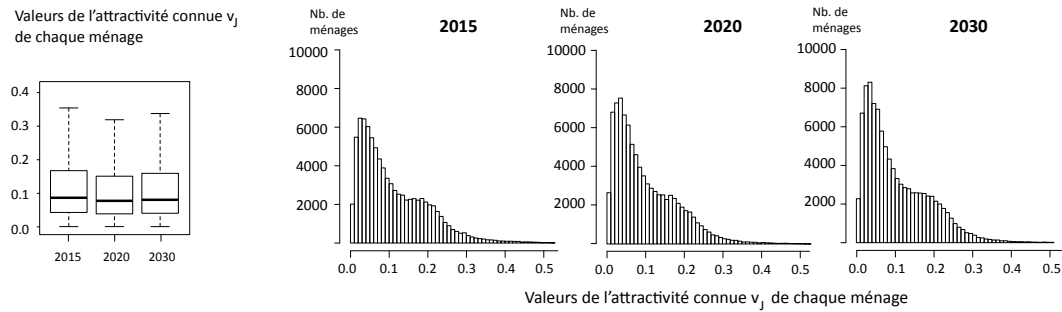 Valeurs de l'attractivité connue vJ
de chaque ménage
0.4
0.3
0.2
0.1
0.0
2015 2020 2030
Nb. de
ménages
2015
10000
8000
6000
4000
2000
0.0 0.1 0.2 0.3 0.4 0.5
Nb. de
ménages
2020
10000
8000
6000
4000
2000
0.0 0.1 0.2 0.3 0.4 0.5
Nb. de
ménages
2030
10000
8000
6000
4000
2000
0.0 0.1 0.2 0.3 0.4 0.5
Valeurs de l'attractivité connue vJ de chaque ménage